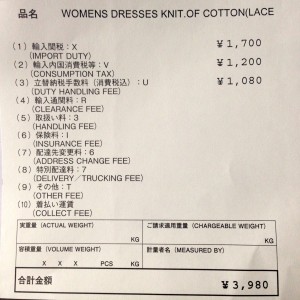 品名 WOMENS DRESSES KNIT.OF COTTON(LACE
(1) 輸入関税：X ￥1,700
(IMPORT DUTY)
(2) 輸入内国消費税等：V ￥1,200
(CONSUMPTION TAX)
(3) 立替納税手数料（消費税込）：U ￥1,080
(DUTY HANDLING FEE)
(4) 輸入通関料：R
(CLEARANCE FEE)
(5) 取扱い料：3
(HANDLING FEE)
(6) 保険料：I
(INSURANCE FEE)
(7) 配達先変更料：6
(ADDRESS CHANGE FEE)
(8) 特別配達料：7
(DELIVERY／TRUCKING FEE)
(9) その他：T
(OTHER FEE)
(10) 着払い運賃
(COLLECT FEE)
実重量 (ACTUAL WEIGHT) ご請求適用重量 (CHARGEABLE WEIGHT)
KG KG
容積重量 (VOLUME WEIGHT) 計量者名 (MEASURED BY)
X X X PCS KG
合計金額 ￥3,980